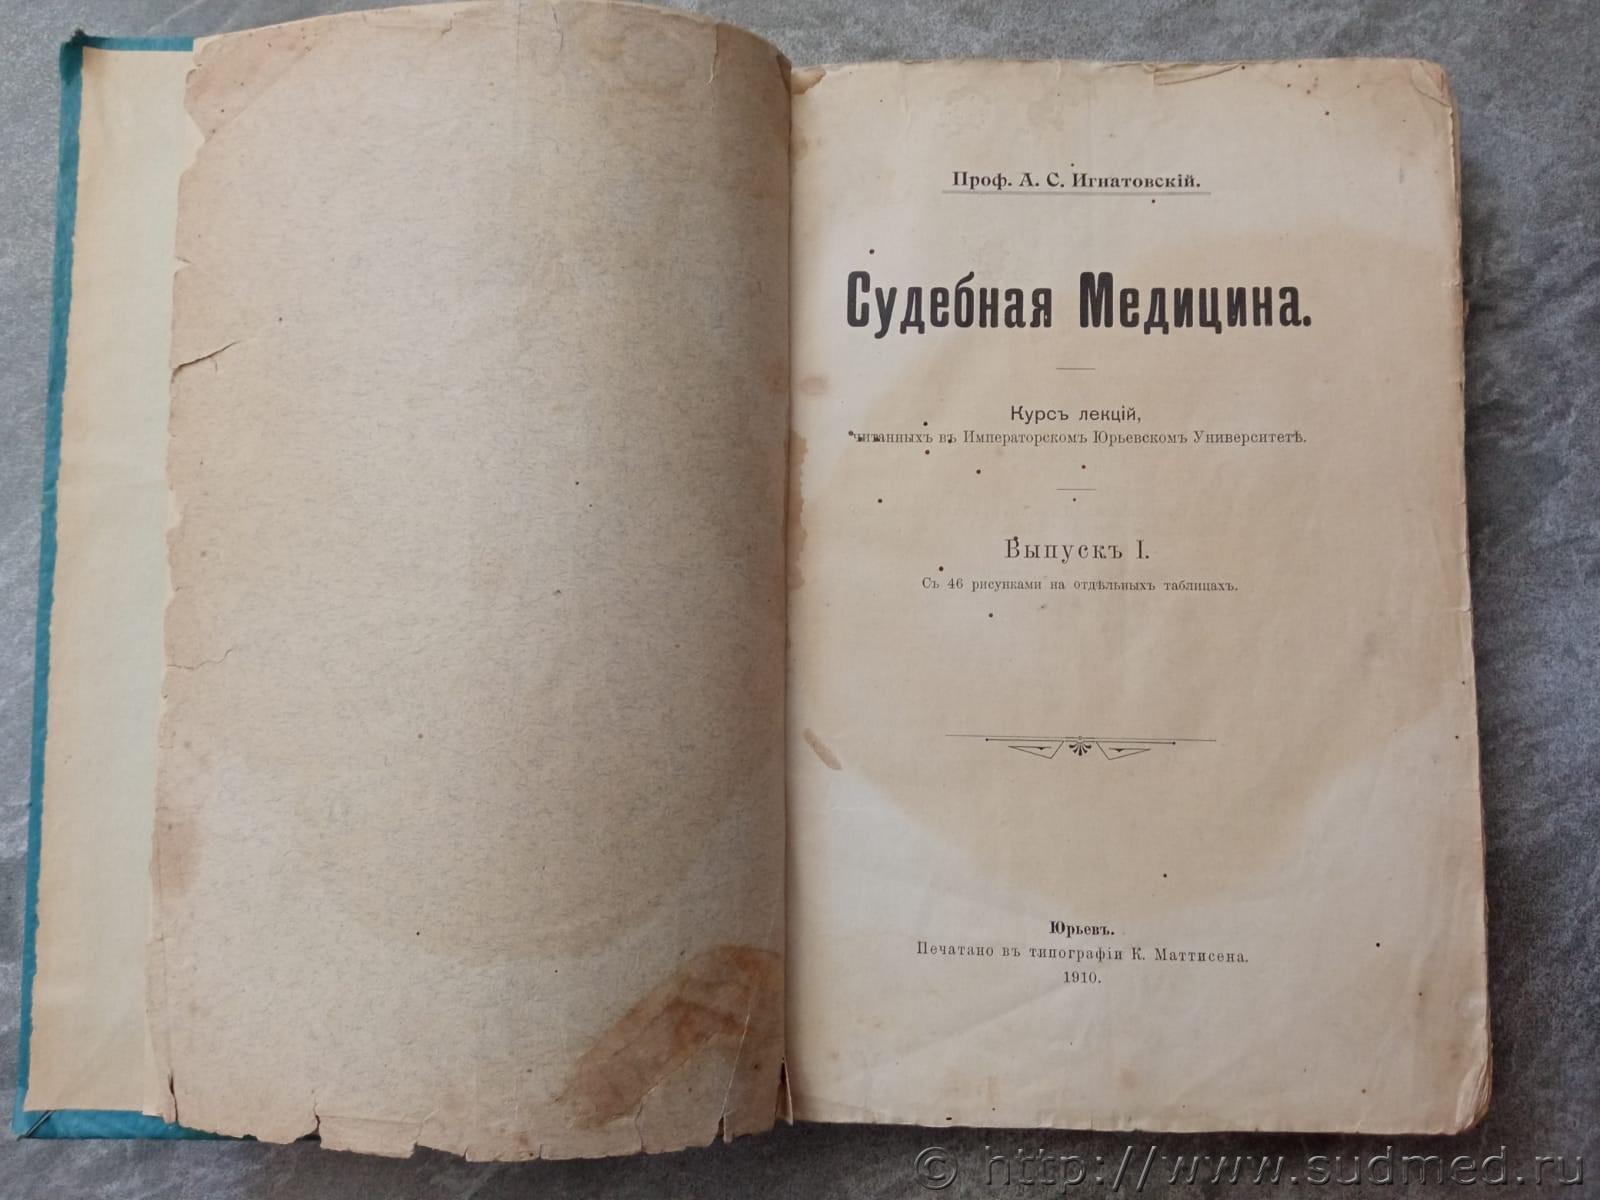 Проф. А. С. Игнатовскій.
Судебная Медицина.
Курсъ лекцій,
читанныхъ въ Императорскомъ Юрьевскомъ Университетѣ.
Выпускъ I.
Съ 46 рисунками на отдѣльныхъ таблицахъ.
Юрьевъ.
Печатано въ типографіи К. Маттисена.
1910.
© http://www.sudmed.ru